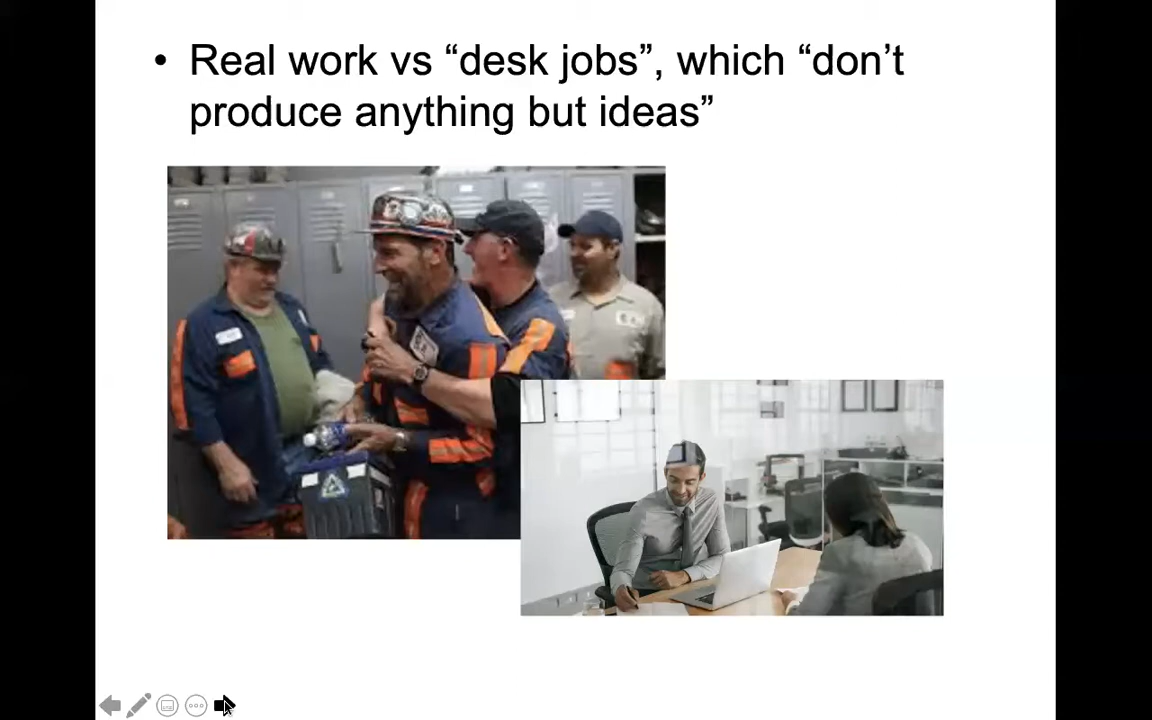 • Real work vs “desk jobs”, which “don’t
produce anything but ideas”